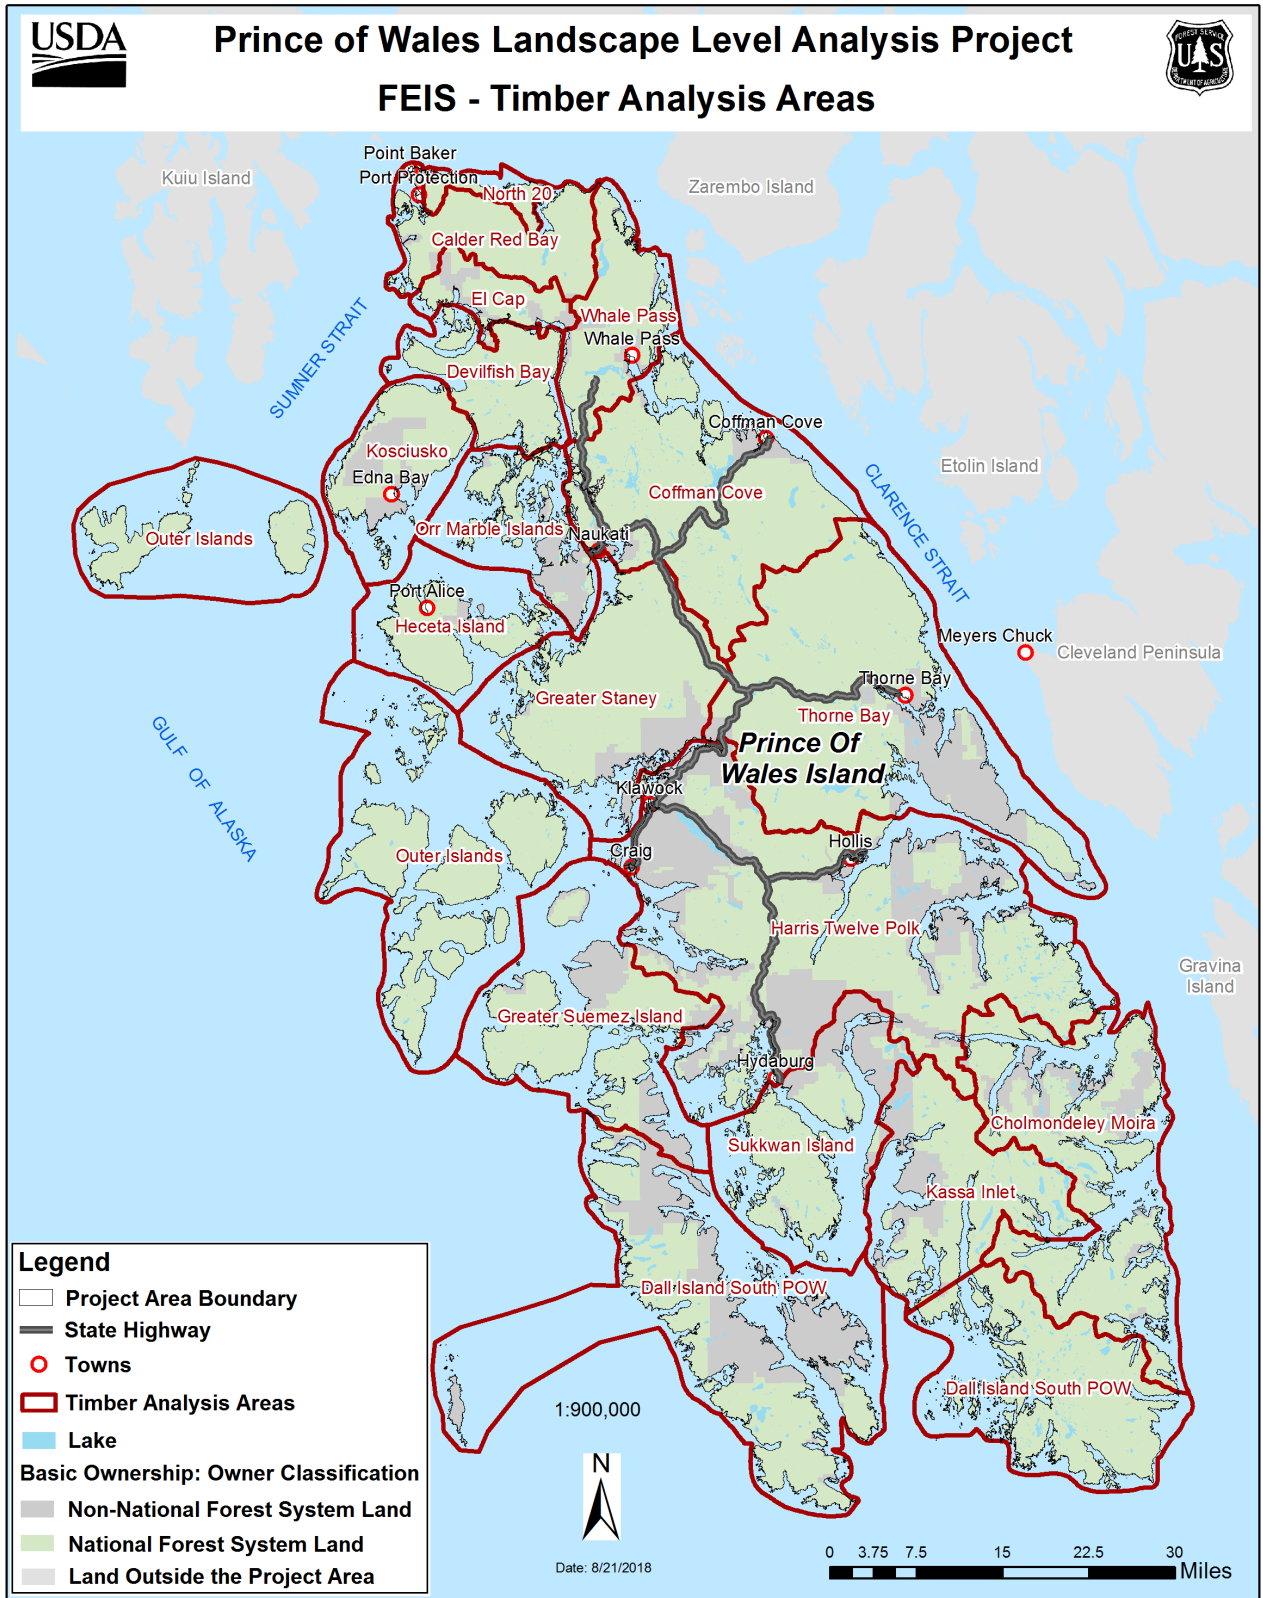 USDA
Prince of Wales Landscape Level Analysis Project
FEIS - Timber Analysis Areas
FOREST SERVICE
U S
DEPARTMENT OF AGRICULTURE
Point Baker
Port Protection
Kuiu Island
North 20
Zarembo Island
Calder Red Bay
El Cap
Whale Pass
Whale Pass
SUMNER STRAIT
Devilfish Bay
Coffman Cove
Kosciusko
Edna Bay
Etolin Island
Coffman Cove
CLARENCE STRAIT
Outer Islands
Orr Marble Islands
Naukati
Port Alice
Heceta Island
Meyers Chuck
Cleveland Peninsula
Thorne Bay
Greater Staney
Thorne Bay
GULF OF ALASKA
Prince Of
Wales Island
Klawock
Hollis
Craig
Outer Islands
Harris Twelve Polk
Gravina
Island
Greater Suemez Island
Hydaburg
Cholmondeley Moira
Sukkwan Island
Kassa Inlet
Dall Island South POW
Dall Island South POW
Legend
Project Area Boundary
State Highway
Towns
Timber Analysis Areas
Lake
Basic Ownership: Owner Classification
Non-National Forest System Land
National Forest System Land
Land Outside the Project Area
1:900,000
N
Date: 8/21/2018
0 3.75 7.5 15 22.5 30
Miles